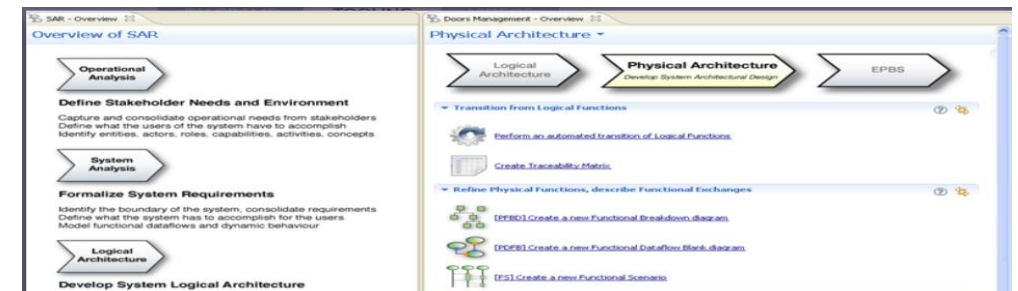 SAR - Overview
Overview of SAR
Operational
Analysis
Define Stakeholder Needs and Environment
Capture and consolidate operational needs from stakeholders
Define what the users of the system have to accomplish
Identify entities, actors, roles, capabilities, activities, concepts
System
Analysis
Formalize System Requirements
Identify the boundary of the system, consolidate requirements
Define what the system has to accomplish for the users
Model functional dataflows and dynamic behaviour
Logical
Architecture
Develop System Logical Architecture
Doors Management - Overview
Physical Architecture
Logical
Architecture
Physical Architecture
Develop System Architectural Design
EPBS
Transition from Logical Functions
Perform an automated transition of Logical Functions
Create Traceability Matrix
Refine Physical Functions, describe Functional Exchanges
[PFBD] Create a new Functional Breakdown diagram
[PDFB] Create a new Functional Dataflow Blank diagram
[FS] Create a new Functional Scenario